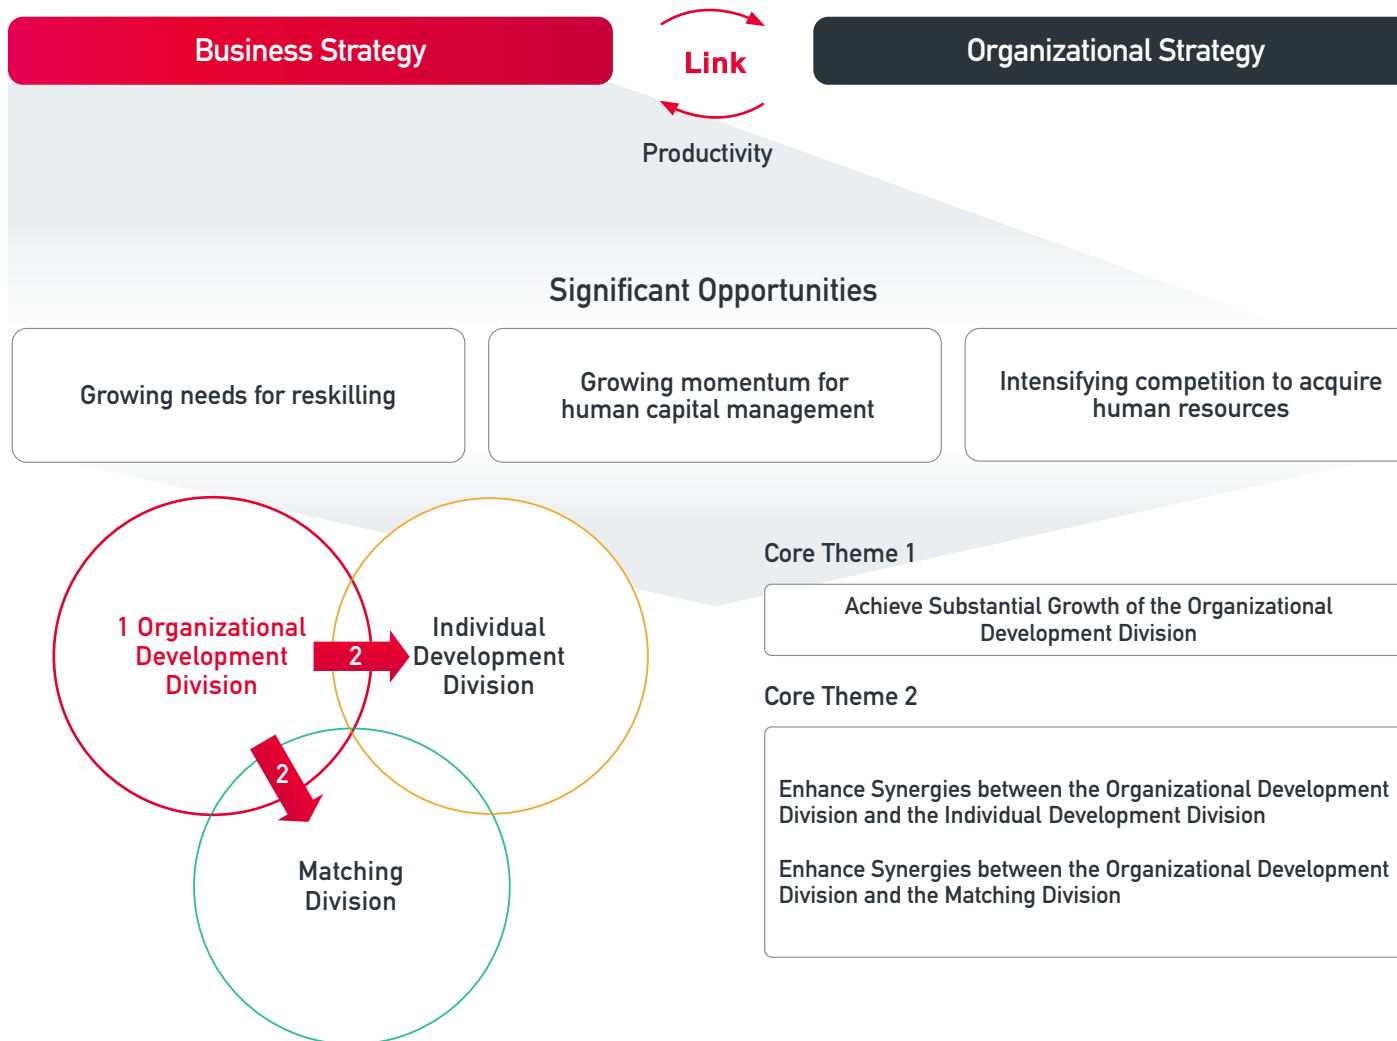 Business Strategy
Link
Organizational Strategy
Productivity
Significant Opportunities
Growing needs for reskilling
Growing momentum for
human capital management
Intensifying competition to acquire
human resources
1 Organizational
Development
Division
2
Individual
Development
Division
2
Matching
Division
Core Theme 1
Achieve Substantial Growth of the Organizational
Development Division
Core Theme 2
Enhance Synergies between the Organizational Development
Division and the Individual Development Division
Enhance Synergies between the Organizational Development
Division and the Matching Division